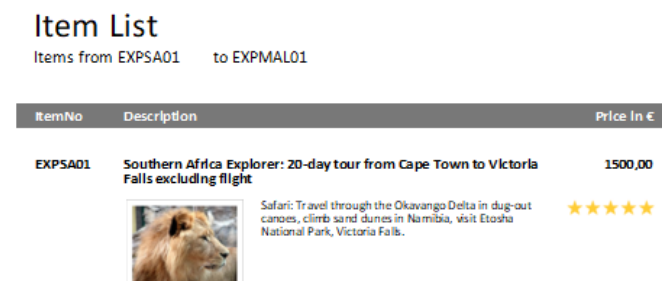 Item List
Items from EXPSA01 to EXPMAL01
ItemNo Description Price in €
EXPSA01 Southern Africa Explorer: 20-day tour from Cape Town to Victoria 1500,00
Falls excluding flight
Safari: Travel through the Okavango Delta in dug-out
canoes, climb sand dunes in Namibia, visit Etosha
National Park, Victoria Falls.